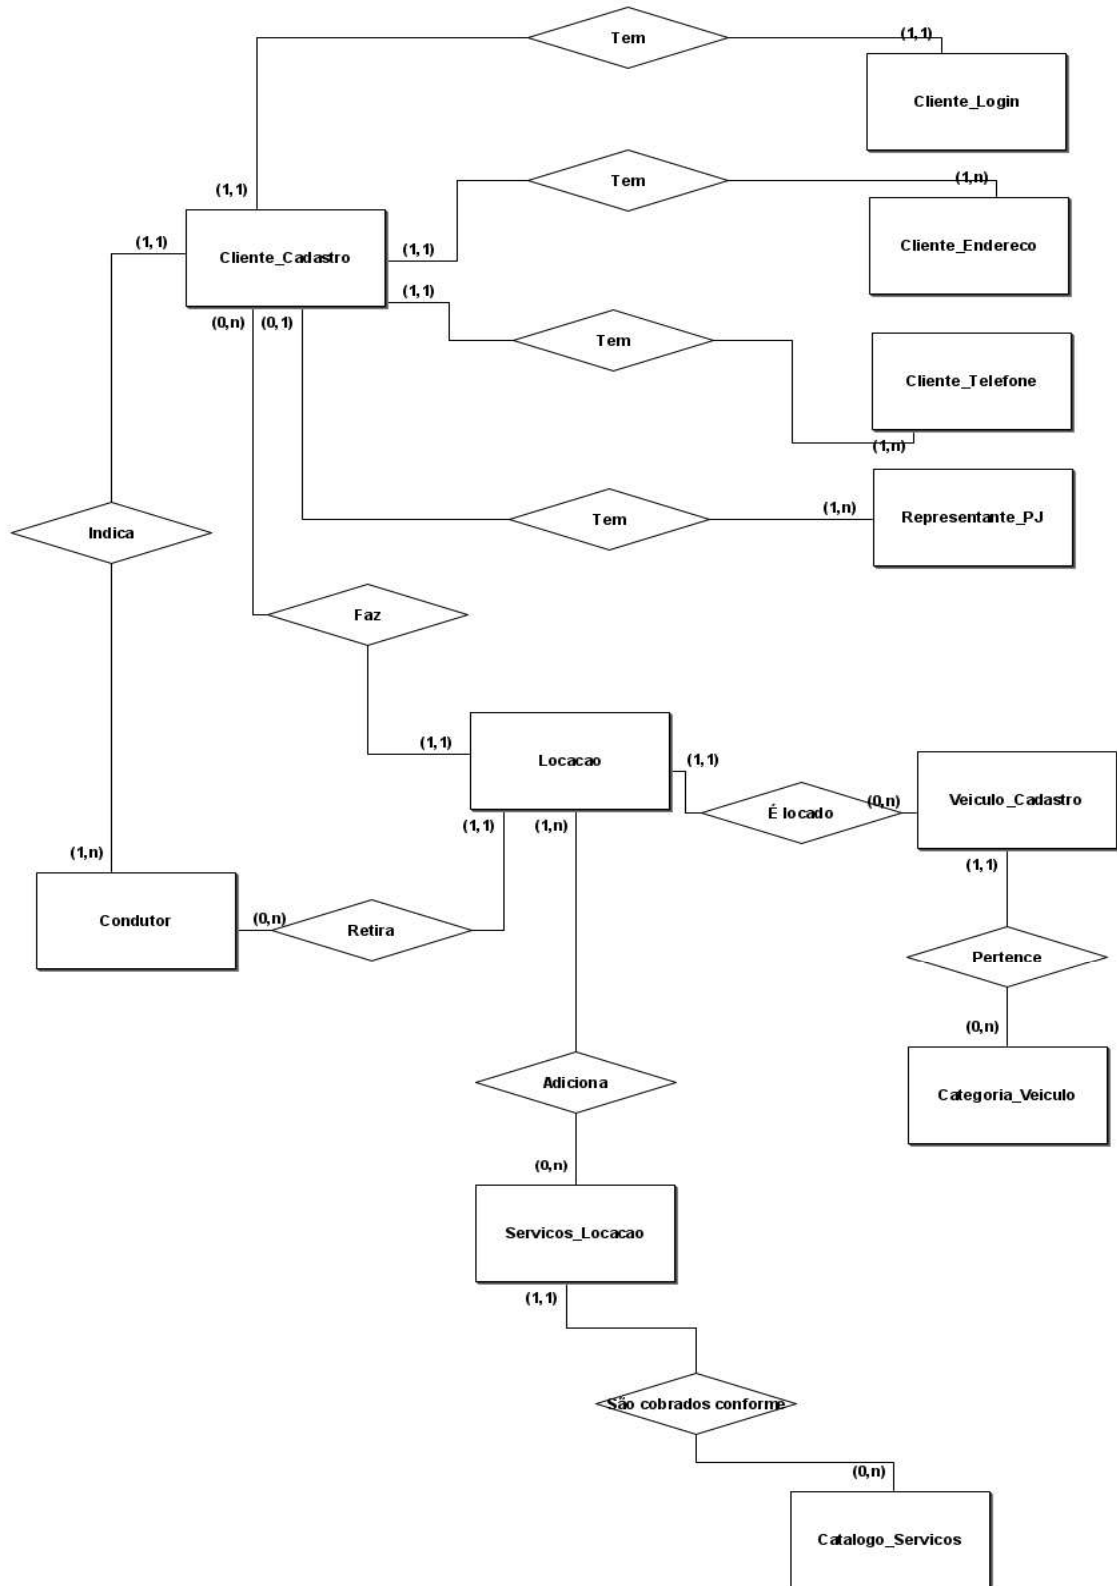 Tem
(1,1)
Cliente_Login
(1,1)
Tem
(1,n)
(1,1)
Cliente_Cadastro
(1,1)
Cliente_Endereco
(1,1)
(0,n)
(0,1)
Tem
Cliente_Telefone
(1,n)
Tem
(1,n)
Representante_PJ
Indica
Faz
(1,1)
Locacao
(1,1)
É locado
(0,n)
Veiculo_Cadastro
(1,1)
(1,n)
(1,n)
(1,1)
Condutor
(0,n)
Retira
Pertence
(0,n)
Adiciona
Categoria_Veiculo
(0,n)
Servicos_Locacao
(1,1)
São cobrados conforme
(0,n)
Catalogo_Servicos